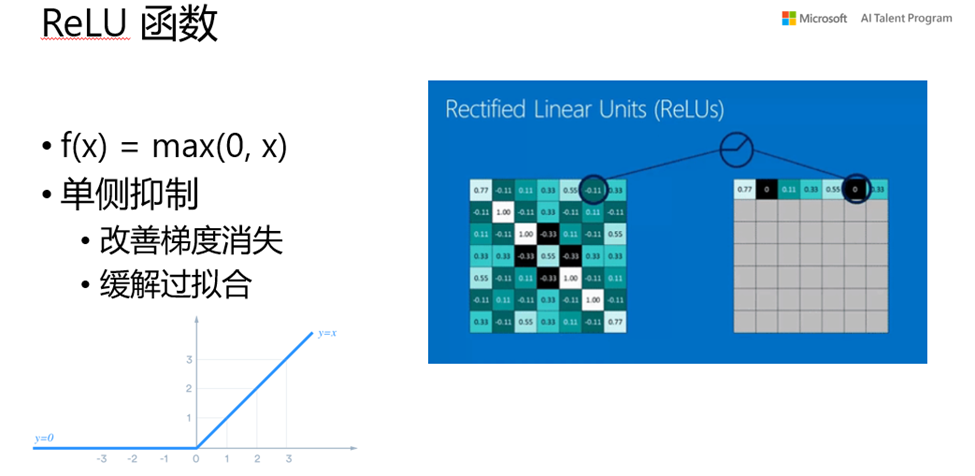 ReLU 函数
Microsoft AI Talent Program
• f(x) = max(0, x)
• 单侧抑制
• 改善梯度消失
• 缓解过拟合
Rectified Linear Units (ReLUs)
0.77 -0.11 0.11 0.33 0.55 -0.11 0.33
-0.11 1.00 -0.11 0.33 -0.11 0.11 -0.11
0.11 -0.11 1.00 -0.33 0.11 -0.11 0.55
0.33 0.33 -0.33 0.55 -0.33 0.33 0.33
0.55 -0.11 0.11 -0.33 1.00 -0.11 0.11
-0.11 0.11 -0.11 0.33 -0.11 1.00 -0.11
0.33 -0.11 0.55 0.33 0.11 -0.11 0.77
0.77 0 0.11 0.33 0.55 0 0.33
y=x
3
2
1
y=0
-3 -2 -1 0 1 2 3